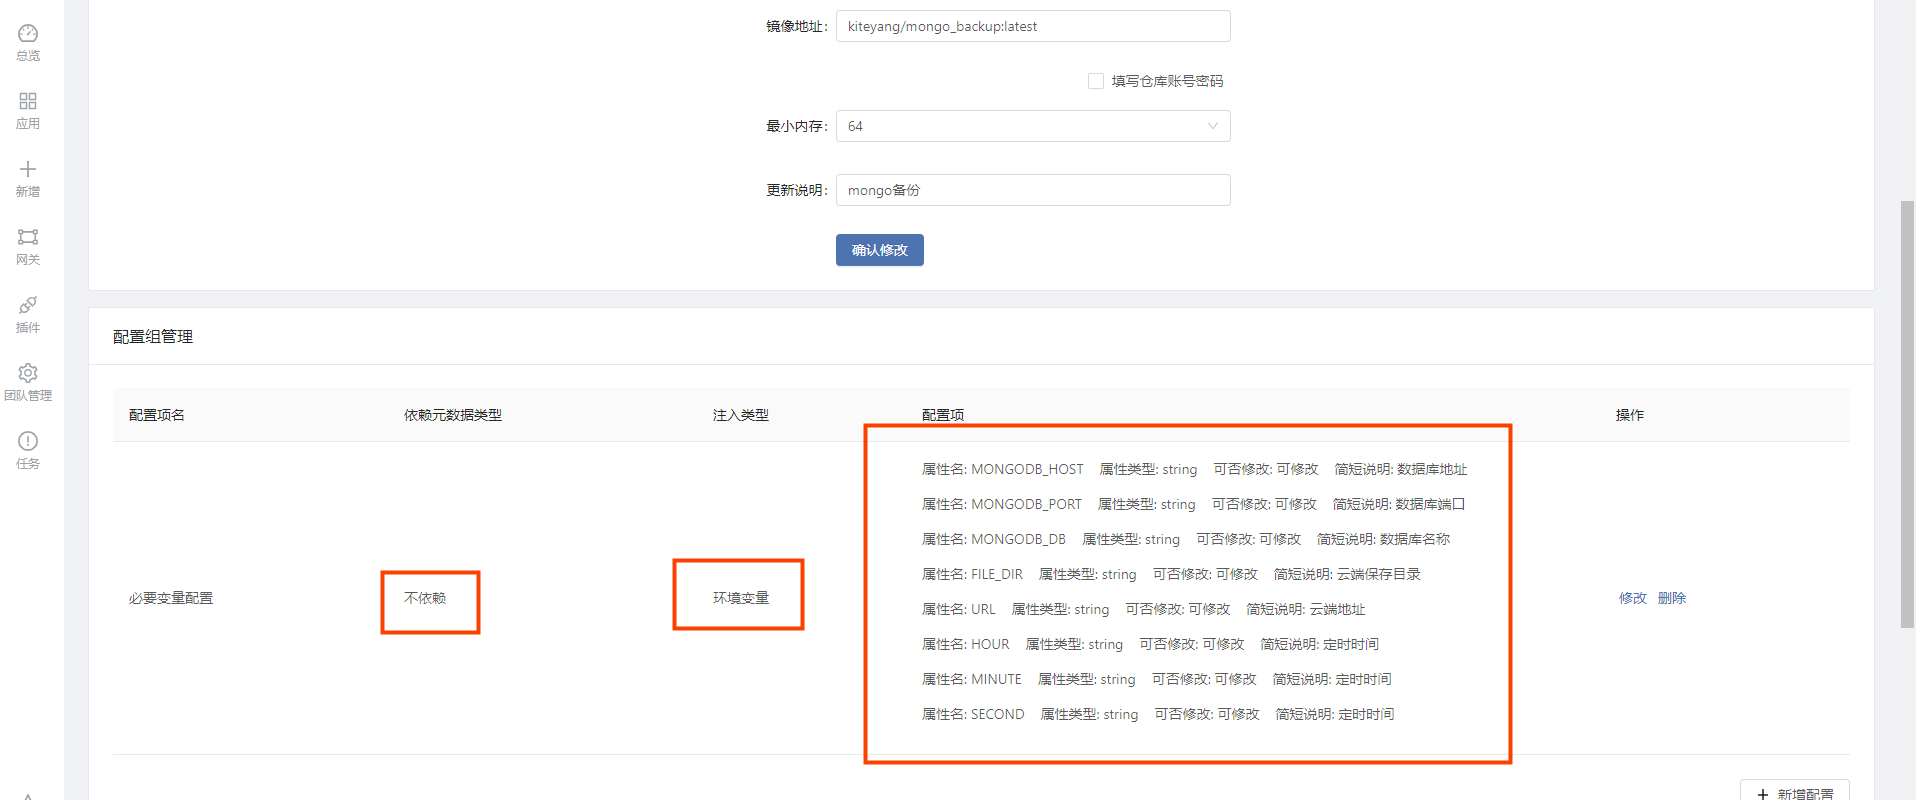 总览
应用
新增
网关
插件
团队管理
任务
镜像地址: kiteyang/mongo_backup:latest
填写仓库账号密码
最小内存: 64
更新说明: mongo备份
确认修改
配置组管理
配置项名 依赖元数据类型 注入类型 配置项 操作
必要变量配置 不依赖 环境变量
属性名: MONGODB_HOST 属性类型: string 可否修改: 可修改 简短说明: 数据库地址
属性名: MONGODB_PORT 属性类型: string 可否修改: 可修改 简短说明: 数据库端口
属性名: MONGODB_DB 属性类型: string 可否修改: 可修改 简短说明: 数据库名称
属性名: FILE_DIR 属性类型: string 可否修改: 可修改 简短说明: 云端保存目录
属性名: URL 属性类型: string 可否修改: 可修改 简短说明: 云端地址
属性名: HOUR 属性类型: string 可否修改: 可修改 简短说明: 定时时间
属性名: MINUTE 属性类型: string 可否修改: 可修改 简短说明: 定时时间
属性名: SECOND 属性类型: string 可否修改: 可修改 简短说明: 定时时间
修改 删除
新增配置